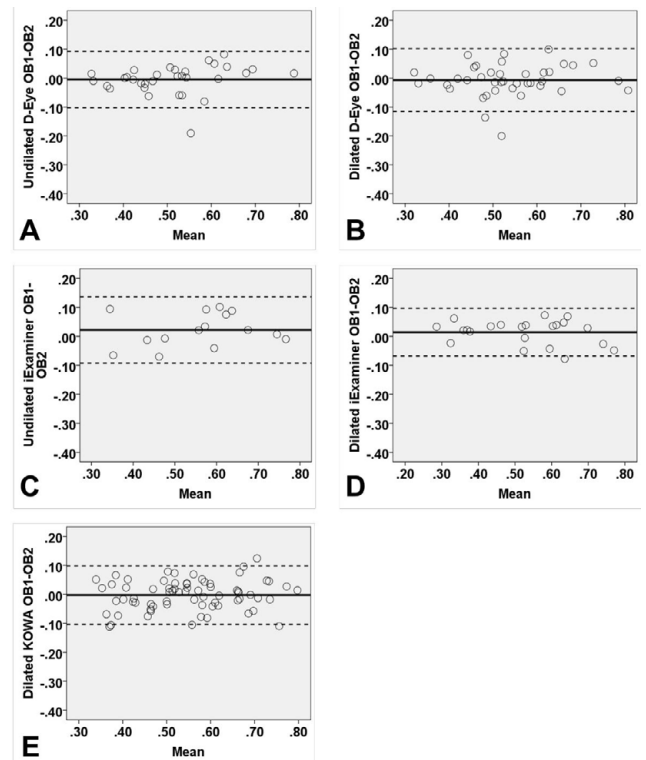 .20
.10
.00
-.10
-.20
-.30
-.40
Undilated D-Eye OB1-OB2
.30 .40 .50 .60 .70 .80
Mean
A
.20
.10
.00
-.10
-.20
-.30
-.40
Dilated D-Eye OB1-OB2
.30 .40 .50 .60 .70 .80
Mean
B
.20
.10
.00
-.10
-.20
-.30
-.40
Undilated iExaminer OB1-
OB2
.30 .40 .50 .60 .70 .80
Mean
C
.20
.10
.00
-.10
-.20
-.30
-.40
Dilated iExaminer OB1-OB2
.20 .30 .40 .50 .60 .70 .80
Mean
D
.20
.10
.00
-.10
-.20
-.30
-.40
Dilated KOWA OB1-OB2
.30 .40 .50 .60 .70 .80
Mean
E